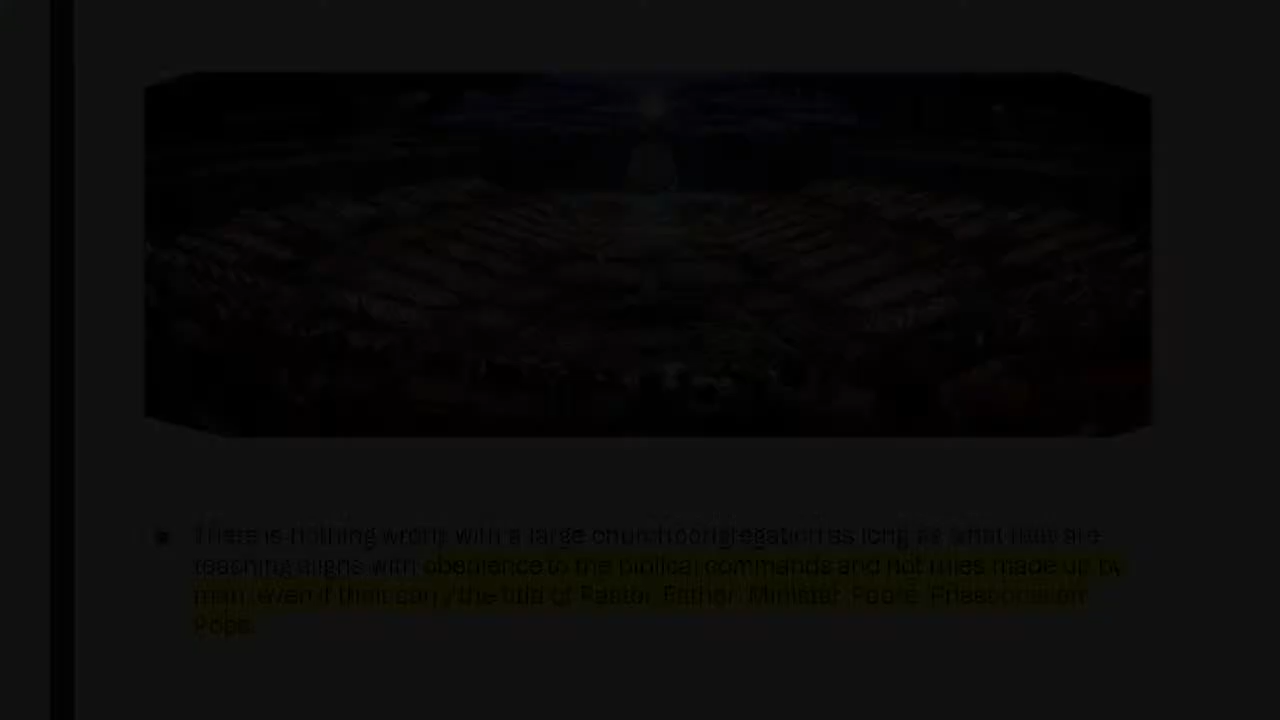 There is nothing wrong with a large church congregation as long as what they are
teaching aligns with obedience to the biblical commands and not rules made up by
man, even if they carry the title of Pastor, Father, Minister,
Pope.